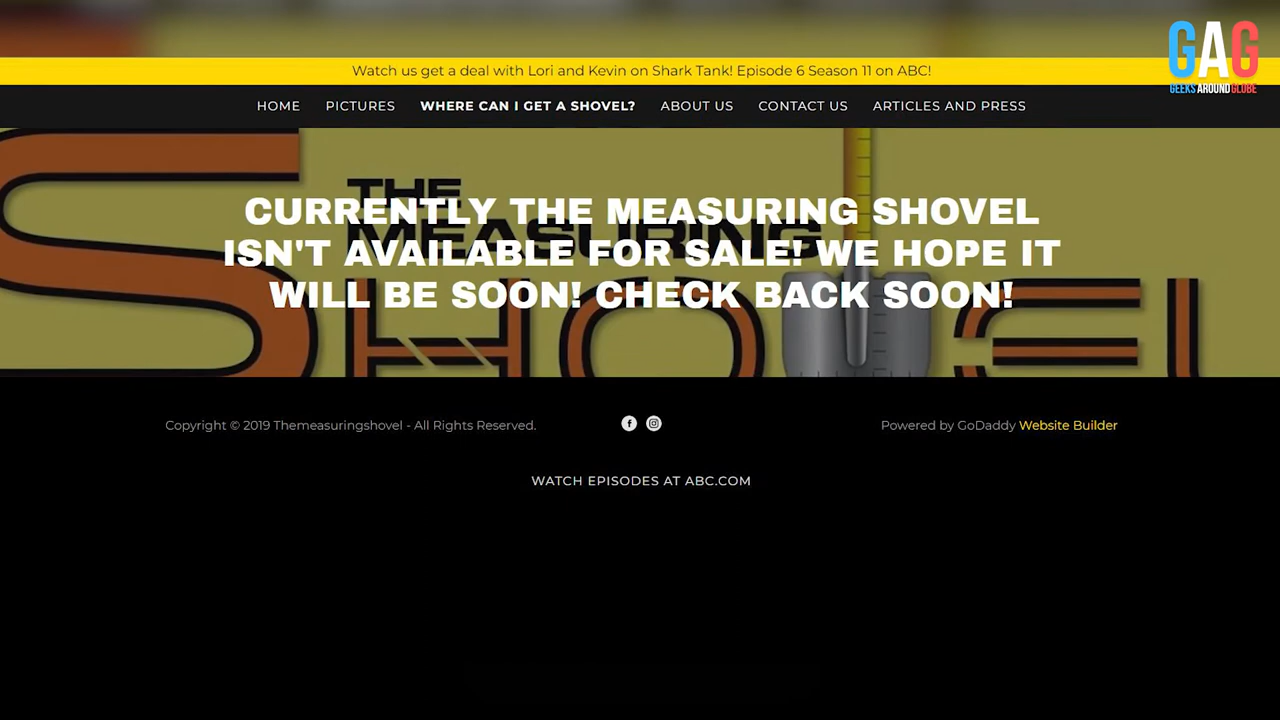 GAG
GEEKS AROUND GLOBE
Watch us get a deal with Lori and Kevin on Shark Tank! Episode 6 Season 11 on ABC!
HOME PICTURES WHERE CAN I GET A SHOVEL? ABOUT US CONTACT US ARTICLES AND PRESS
THE
MEASURING
SHOVEL
CURRENTLY THE MEASURING SHOVEL
ISN'T AVAILABLE FOR SALE! WE HOPE IT
WILL BE SOON! CHECK BACK SOON!
Copyright © 2019 Themeasuringshovel - All Rights Reserved.
Powered by GoDaddy Website Builder
WATCH EPISODES AT ABC.COM